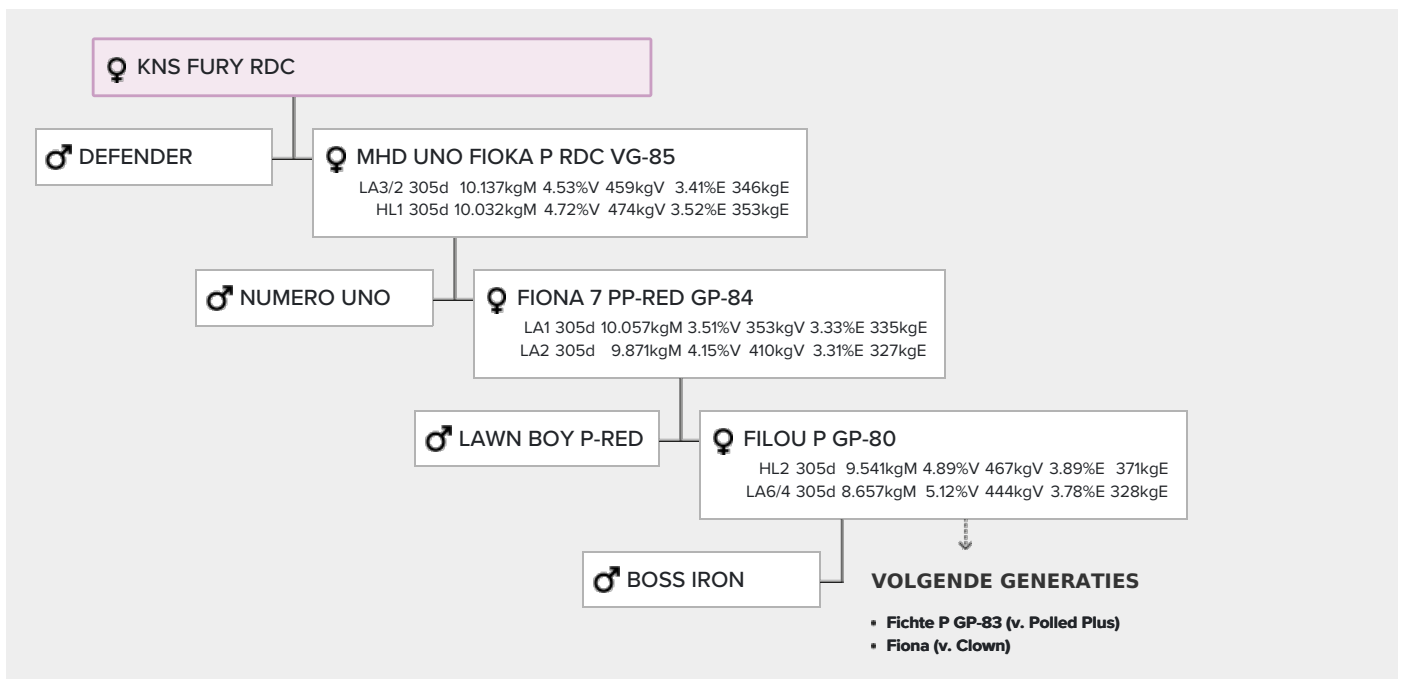 KNS FURY RDC
DEFENDER
MHD UNO FIOKA P RDC VG-85
LA3/2 305d 10.137kgM 4.53%V 459kgV 3.41%E 346kgE
HL1 305d 10.032kgM 4.72%V 474kgV 3.52%E 353kgE
NUMERO UNO
FIONA 7 PP-RED GP-84
LA1 305d 10.057kgM 3.51%V 353kgV 3.33%E 335kgE
LA2 305d 9.871kgM 4.15%V 410kgV 3.31%E 327kgE
LAWN BOY P-RED
FILOU P GP-80
HL2 305d 9.541kgM 4.89%V 467kgV 3.89%E 371kgE
LA6/4 305d 8.657kgM 5.12%V 444kgV 3.78%E 328kgE
BOSS IRON
VOLGENDE GENERATIES
• Fichte P GP-83 (v. Polled Plus)
• Fiona (v. Clown)